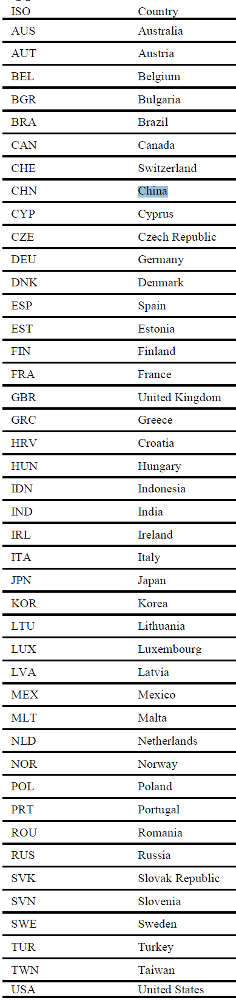 ISO Country
AUS Australia
AUT Austria
BEL Belgium
BGR Bulgaria
BRA Brazil
CAN Canada
CHE Switzerland
CHN China
CYP Cyprus
CZE Czech Republic
DEU Germany
DNK Denmark
ESP Spain
EST Estonia
FIN Finland
FRA France
GBR United Kingdom
GRC Greece
HRV Croatia
HUN Hungary
IDN Indonesia
IND India
IRL Ireland
ITA Italy
JPN Japan
KOR Korea
LTU Lithuania
LUX Luxembourg
LVA Latvia
MEX Mexico
MLT Malta
NLD Netherlands
NOR Norway
POL Poland
PRT Portugal
ROU Romania
RUS Russia
SVK Slovak Republic
SVN Slovenia
SWE Sweden
TUR Turkey
TWN Taiwan
USA United States